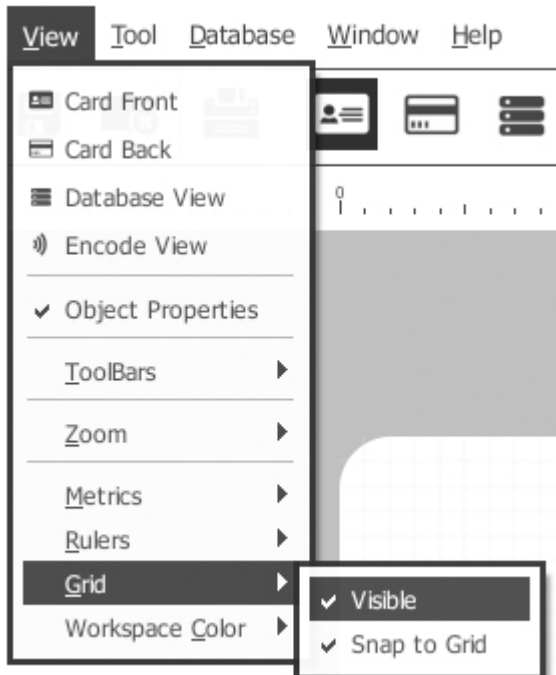 View Tool Database Window Help
Card Front
Card Back
Database View
Encode View
Object Properties
ToolBars
Zoom
Metrics
Rulers
Grid
Workspace Color
Visible
Snap to Grid
0